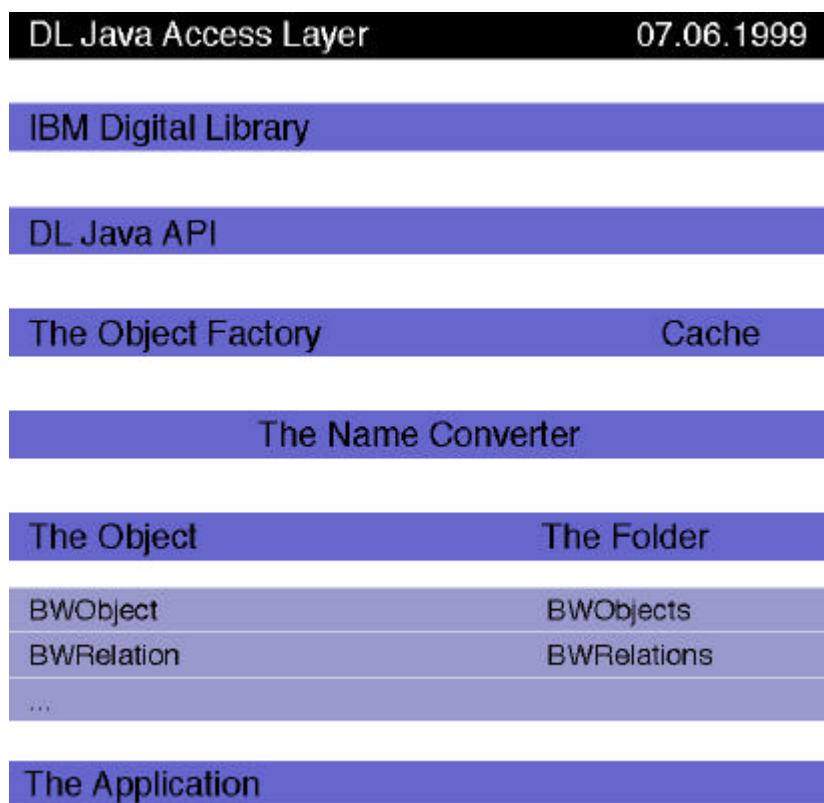 DL Java Access Layer 07.06.1999
IBM Digital Library
DL Java API
The Object Factory Cache
The Name Converter
The Object The Folder
BWObject BWObjects
BWRelation BWRelations
...
The Application